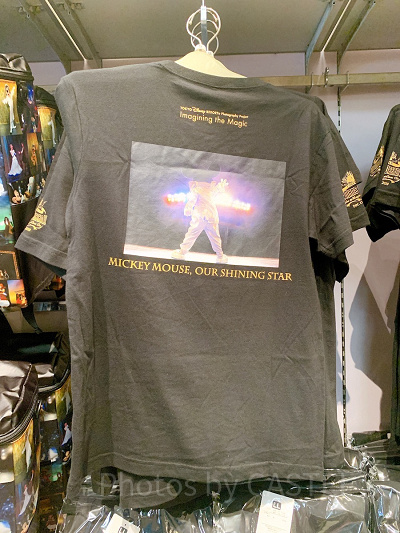 TOKYO Disney RESORT® Photography Project
Imagining the Magic
MICKEY MOUSE, OUR SHINING STAR
Photos by CAST